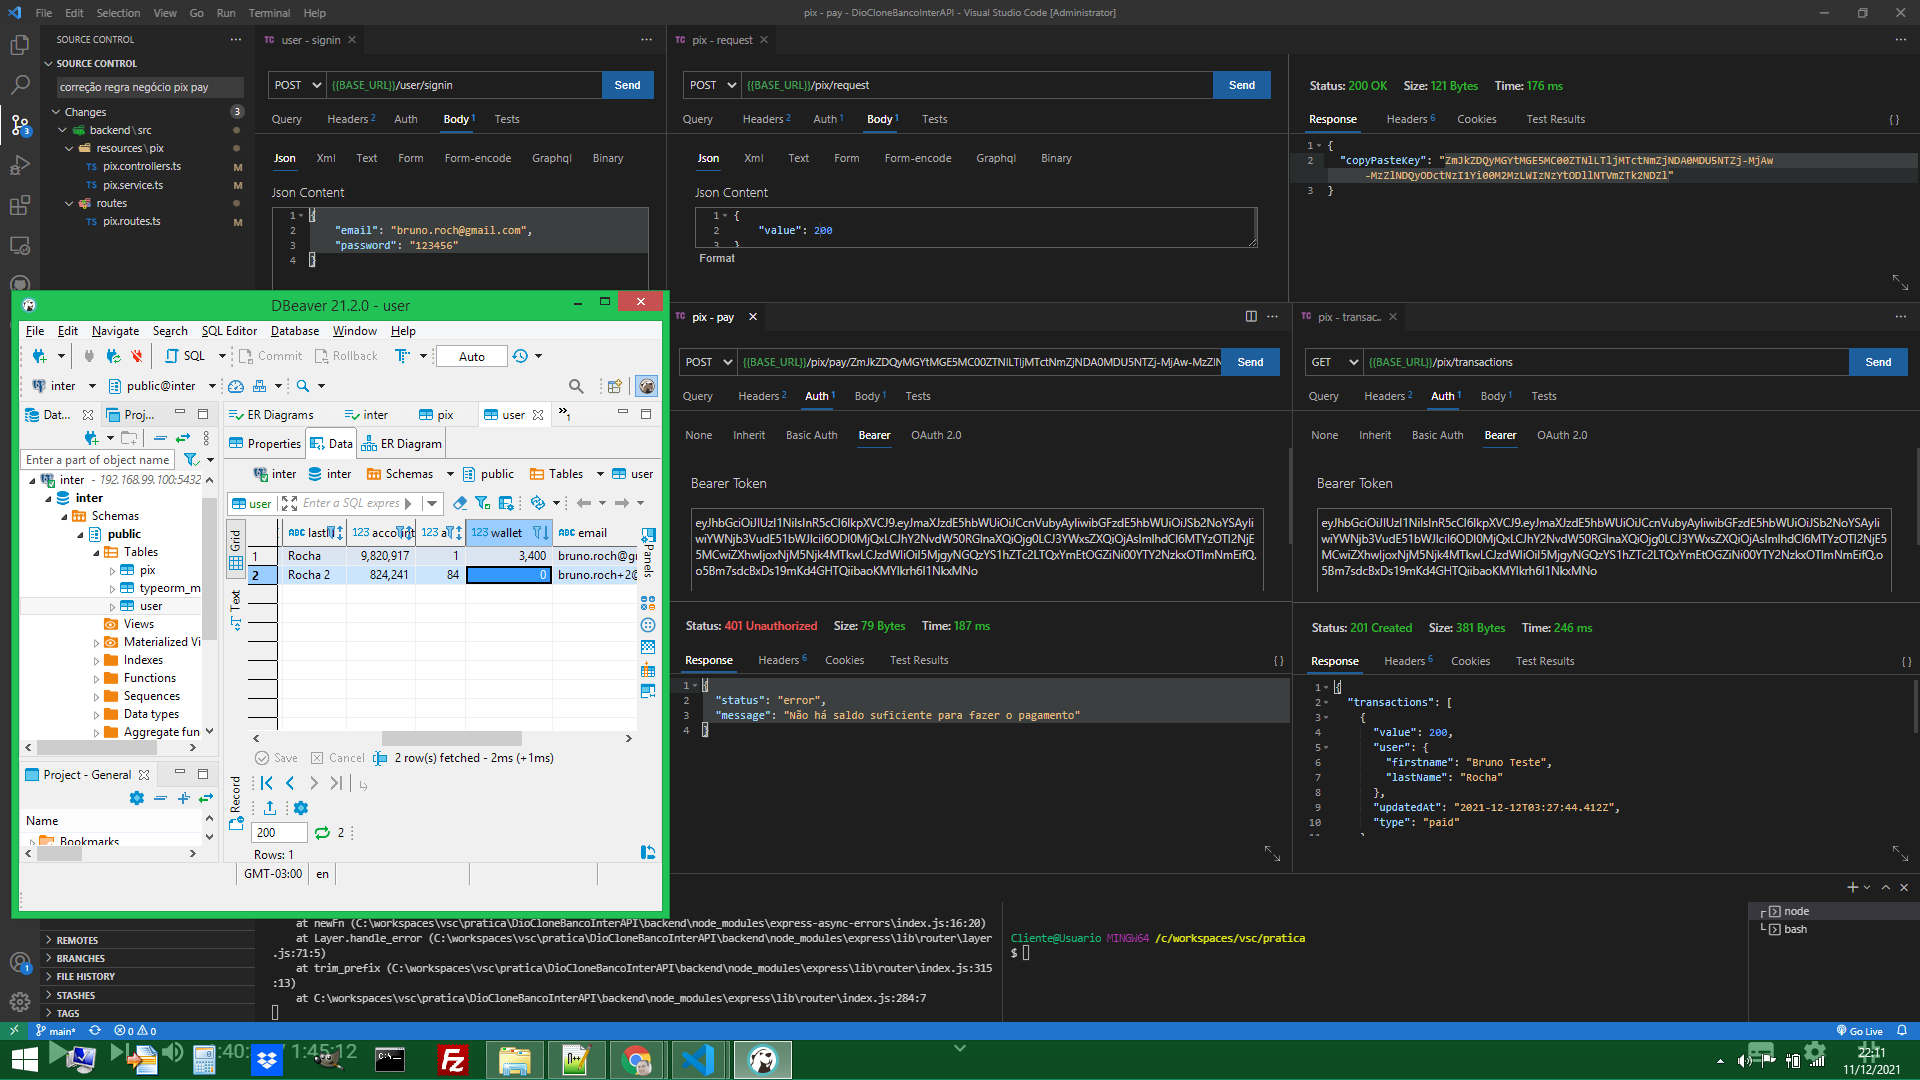 File Edit Selection View Go Run Terminal Help
pix - pay - DioCloneBancoInterAPI - Visual Studio Code [Administrator]
SOURCE CONTROL
SOURCE CONTROL
correção regra negócio pix pay
Changes 3
backend\src
resources\pix
TS pix.controllers.ts M
TS pix.service.ts M
routes
TS pix.routes.ts M
TC user - signin
POST {{BASE_URL}}/user/signin Send
Query Headers 2 Auth Body 1 Tests
Json Xml Text Form Form-encode Graphql Binary
Json Content
1 {
2 "email": "bruno.roch@gmail.com",
3 "password": "123456"
4 }
TC pix - request
POST {{BASE_URL}}/pix/request Send
Query Headers 2 Auth 1 Body 1 Tests
Json Xml Text Form Form-encode Graphql Binary
Json Content
1 {
2 "value": 200
3 }
Format
Status: 200 OK Size: 121 Bytes Time: 176 ms
Response Headers 6 Cookies Test Results { }
1 {
2 "copyPasteKey": "ZmJkZDQyMGYtMGE5MC00ZTNlLTljMTctNmZjNDA0MDU5NTZj-MjAw
-MzZlNDQyODctNzI1Yi00M2MzLWIzNzYtODllNTVmZTk2NDZl"
3 }
DBeaver 21.2.0 - user
File Edit Navigate Search SQL Editor Database Window Help
SQL Commit Rollback Auto
inter public@inter
Dat... Proj...
ER Diagrams inter pix user »1
Properties Data ER Diagram
Enter a part of object name
inter inter Schemas public Tables user
user Enter a SQL expres
inter - 192.168.99.100:5432
inter
Schemas
public
Tables
pix
typeorm_m
user
Views
Materialized Vi
Indexes
Functions
Sequences
Data types
Aggregate fun
Grid
Text
Record
Panels
ABC 123 account 123 a 123 wallet ABC email
1 Rocha 9,820,917 1 3,400 bruno.roch@g
2 Rocha 2 824,241 84 0 bruno.roch+2@
Save Cancel 2 row(s) fetched - 2ms (+1ms)
200 2
Rows: 1
GMT-03:00 en
Project - General
Name
Bookmarks
TC pix - pay
POST {{BASE_URL}}/pix/pay/ZmJkZDQyMGYtMGE5MC00ZTNlLTljMTctNmZjNDA0MDU5NTZj-MjAw-MzZlN Send
Query Headers 2 Auth 1 Body 1 Tests
None Inherit Basic Auth Bearer OAuth 2.0
Bearer Token
Status: 401 Unauthorized Size: 79 Bytes Time: 187 ms
Response Headers 6 Cookies Test Results { }
1 {
2 "status": "error",
3 "message": "Não há saldo suficiente para fazer o pagamento"
4 }
TC pix - transac..
GET {{BASE_URL}}/pix/transactions Send
Query Headers 2 Auth 1 Body 1 Tests
None Inherit Basic Auth Bearer OAuth 2.0
Bearer Token
Status: 201 Created Size: 381 Bytes Time: 246 ms
Response Headers 6 Cookies Test Results { }
1 {
2 "transactions": [
3 {
4 "value": 200,
5 "user": {
6 "firstname": "Bruno Teste",
7 "lastName": "Rocha"
8 },
9 "updatedAt": "2021-12-12T03:27:44.412Z",
10 "type": "paid"
REMOTES
BRANCHES
FILE HISTORY
STASHES
TAGS
at newFn (C:\workspaces\vsc\pratica\DioCloneBancoInterAPI\backend\node_modules\express-async-errors\index.js:16:20)
at Layer.handle_error (C:\workspaces\vsc\pratica\DioCloneBancoInterAPI\backend\node_modules\express\lib\router\layer
.js:71:5)
at trim_prefix (C:\workspaces\vsc\pratica\DioCloneBancoInterAPI\backend\node_modules\express\lib\router\index.js:315
:13)
at C:\workspaces\vsc\pratica\DioCloneBancoInterAPI\backend\node_modules\express\lib\router\index.js:284:7
Cliente@Usuario MINGW64 /c/workspaces/vsc/pratica
$
node
bash
main* 0 0 Go Live
1:45:12
22:11
11/12/2021